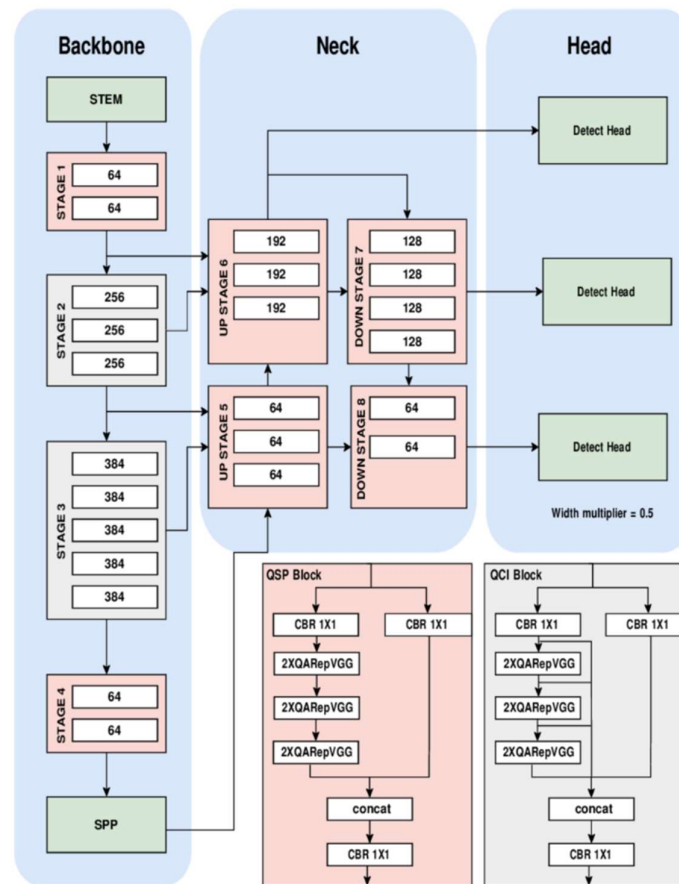 Backbone
Neck
Head
STEM
Detect Head
STAGE 1
64
64
UP STAGE 6
192
192
192
DOWN STAGE 7
128
128
128
128
Detect Head
STAGE 2
256
256
256
UP STAGE 5
64
64
64
DOWN STAGE 8
64
64
Detect Head
STAGE 3
384
384
384
384
384
Width multiplier = 0.5
STAGE 4
64
64
SPP
QSP Block
CBR 1X1
CBR 1X1
2XQARepVGG
2XQARepVGG
2XQARepVGG
concat
CBR 1X1
QCI Block
CBR 1X1
CBR 1X1
2XQARepVGG
2XQARepVGG
2XQARepVGG
concat
CBR 1X1